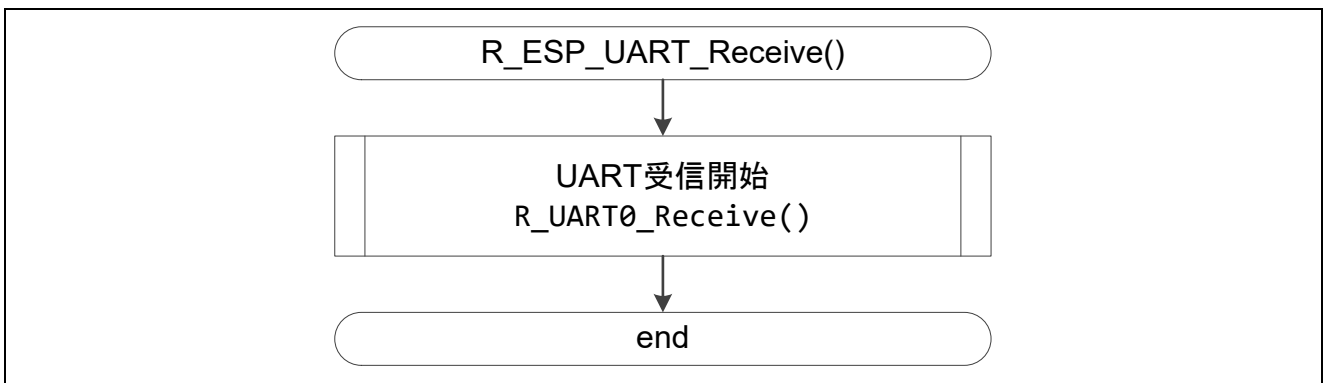 R_ESP_UART_Receive()
UART受信開始
R_UART0_Receive()
end